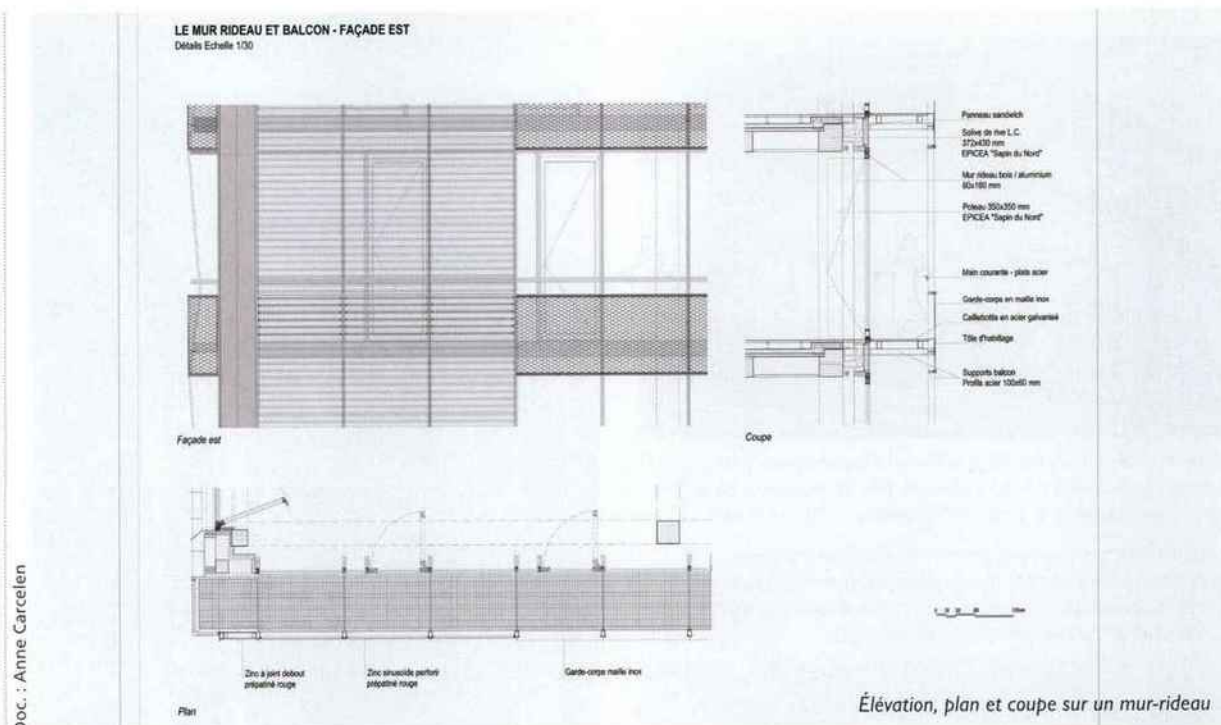 LE MUR RIDEAU ET BALCON - FAÇADE EST
Détails Echelle 1/30
Panneau sandwich
Solive de rive L.C.
372x430 mm
EPICEA "Sapin du Nord"
Mur rideau bois / aluminium
60x180 mm
Poteau 350x350 mm
EPICEA "Sapin du Nord"
Main courante - plats acier
Garde-corps en maille inox
Caillebotis en acier galvanisé
Tôle d'habillage
Supports balcon
Profils acier 100x60 mm
Façade est
Coupe
Zinc à joint debout
prépatiné rouge
Zinc sinusoïde perforé
prépatiné rouge
Garde-corps maille inox
Plan
Élévation, plan et coupe sur un mur-rideau
Doc. : Anne Carcelen